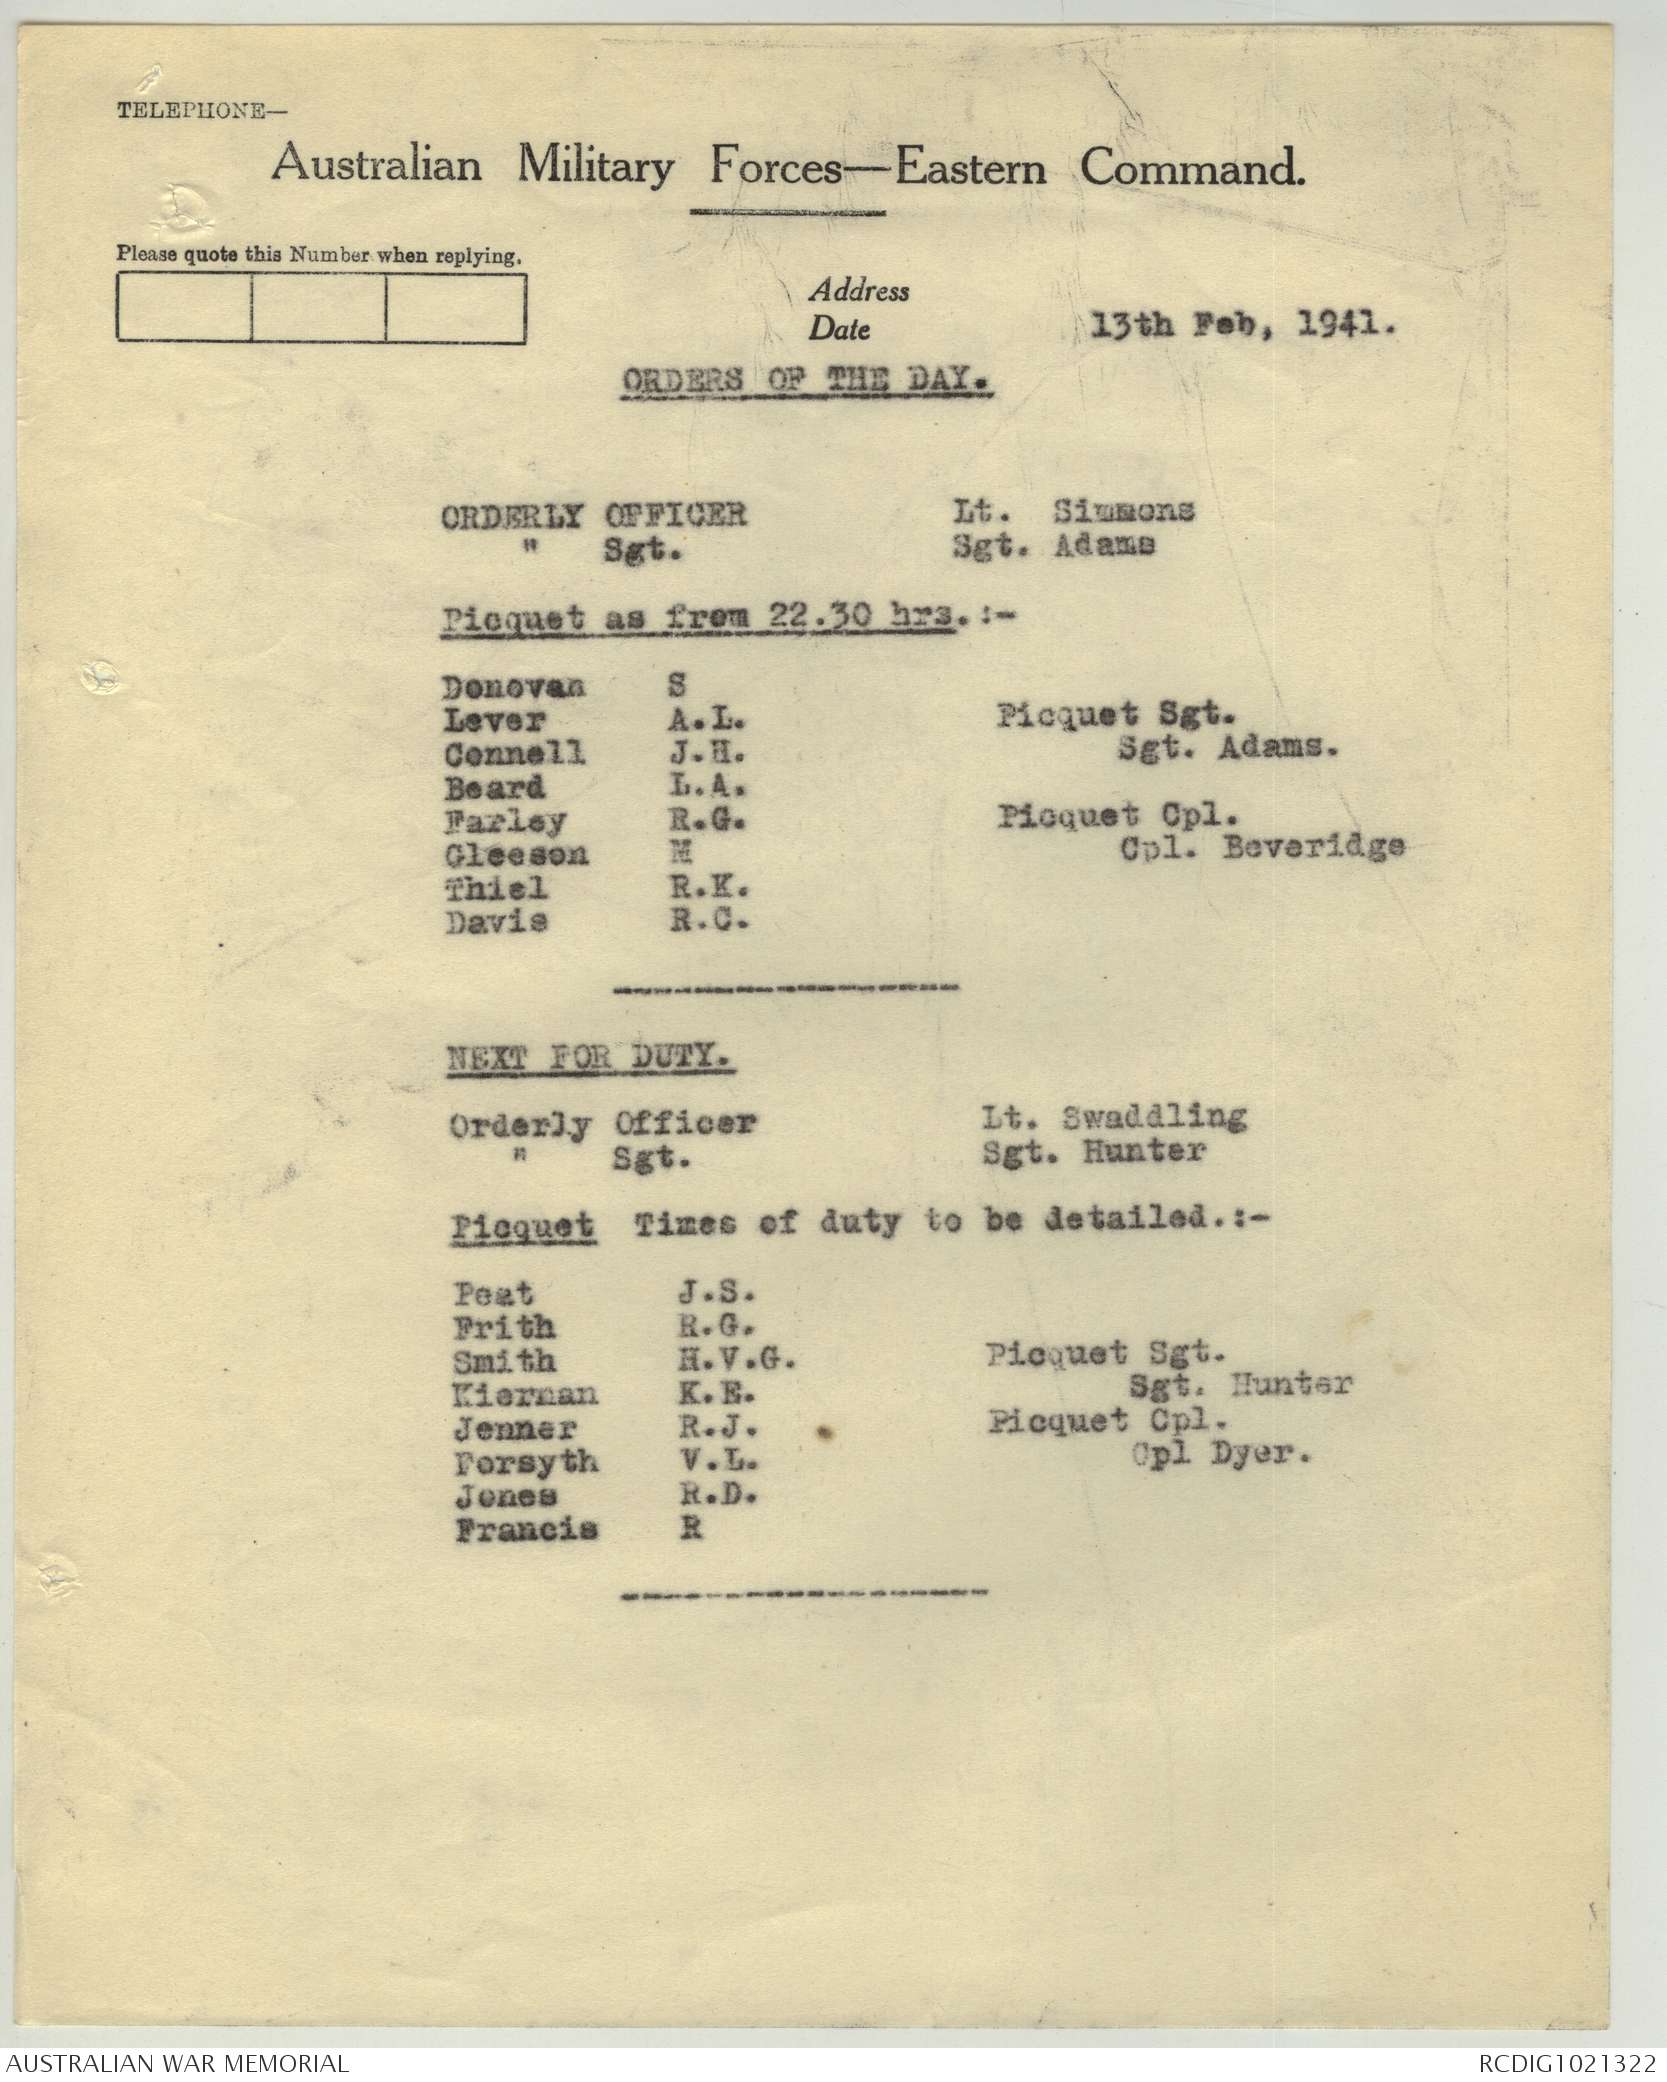 TELEPHONE—
Australian Military Forces—Eastern Command.
Please quote this Number when replying.
Address
Date 13th Feb, 1941.
ORDERS OF THE DAY.
ORDERLY OFFICER Lt. Simmons
" Sgt. Sgt. Adams
Picquet as from 22.30 hrs.:-
Donovan S
Lever A.L. Picquet Sgt.
Connell J.H. Sgt. Adams.
Beard L.A.
Farley R.G. Picquet Cpl.
Gleeson M Cpl. Beveridge
Thiel R.K.
Davis R.C.
-----------------
NEXT FOR DUTY.
Orderly Officer Lt. Swaddling
" Sgt. Sgt. Hunter
Picquet Times of duty to be detailed.:-
Peat J.S.
Frith R.G.
Smith H.V.G. Picquet Sgt.
Kiernan K.E. Sgt. Hunter
Jenner R.J. Picquet Cpl.
Forsyth V.L. Cpl Dyer.
Jones R.D.
Francis R
------------------
AUSTRALIAN WAR MEMORIAL RCDIG1021322